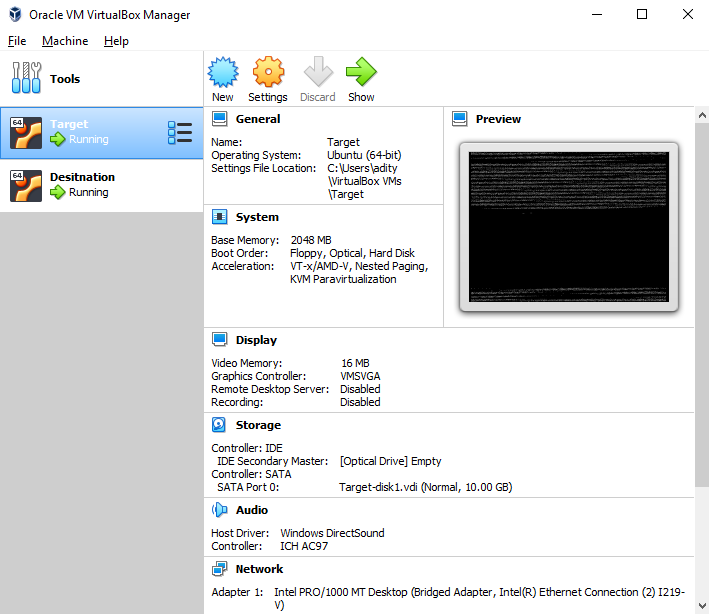 Oracle VM VirtualBox Manager
File Machine Help
Tools
New Settings Discard Show
64 Target
Running
64 Desitnation
Running
General
Name: Target
Operating System: Ubuntu (64-bit)
Settings File Location: C:\Users\adity
\VirtualBox VMs
\Target
Preview
System
Base Memory: 2048 MB
Boot Order: Floppy, Optical, Hard Disk
Acceleration: VT-x/AMD-V, Nested Paging,
KVM Paravirtualization
Display
Video Memory: 16 MB
Graphics Controller: VMSVGA
Remote Desktop Server: Disabled
Recording: Disabled
Storage
Controller: IDE
IDE Secondary Master: [Optical Drive] Empty
Controller: SATA
SATA Port 0: Target-disk1.vdi (Normal, 10.00 GB)
Audio
Host Driver: Windows DirectSound
Controller: ICH AC97
Network
Adapter 1: Intel PRO/1000 MT Desktop (Bridged Adapter, Intel(R) Ethernet Connection (2) I219-
V)